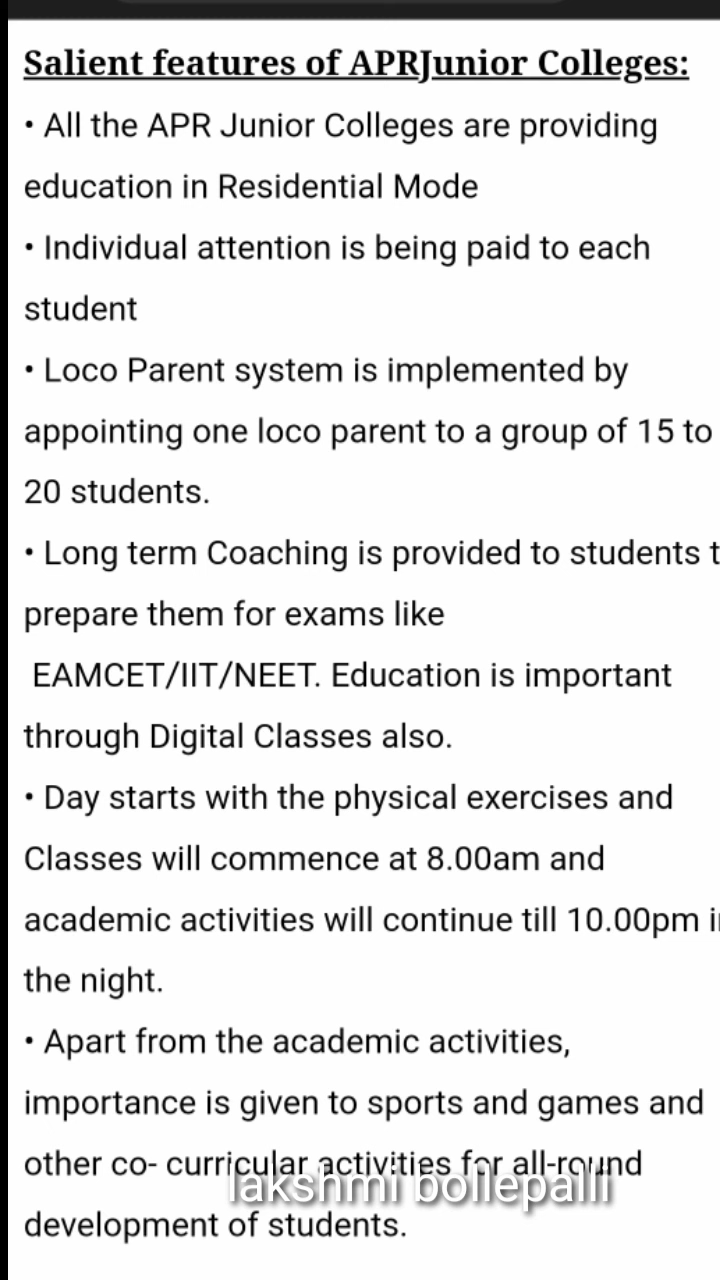 Salient features of APRJunior Colleges:
• All the APR Junior Colleges are providing
education in Residential Mode
• Individual attention is being paid to each
student
• Loco Parent system is implemented by
appointing one loco parent to a group of 15 to
20 students.
• Long term Coaching is provided to students t
prepare them for exams like
EAMCET/IIT/NEET. Education is important
through Digital Classes also.
• Day starts with the physical exercises and
Classes will commence at 8.00am and
academic activities will continue till 10.00pm i
the night.
• Apart from the academic activities,
importance is given to sports and games and
other co- curricular activities for all-round
lakshmi bollepalli
development of students.